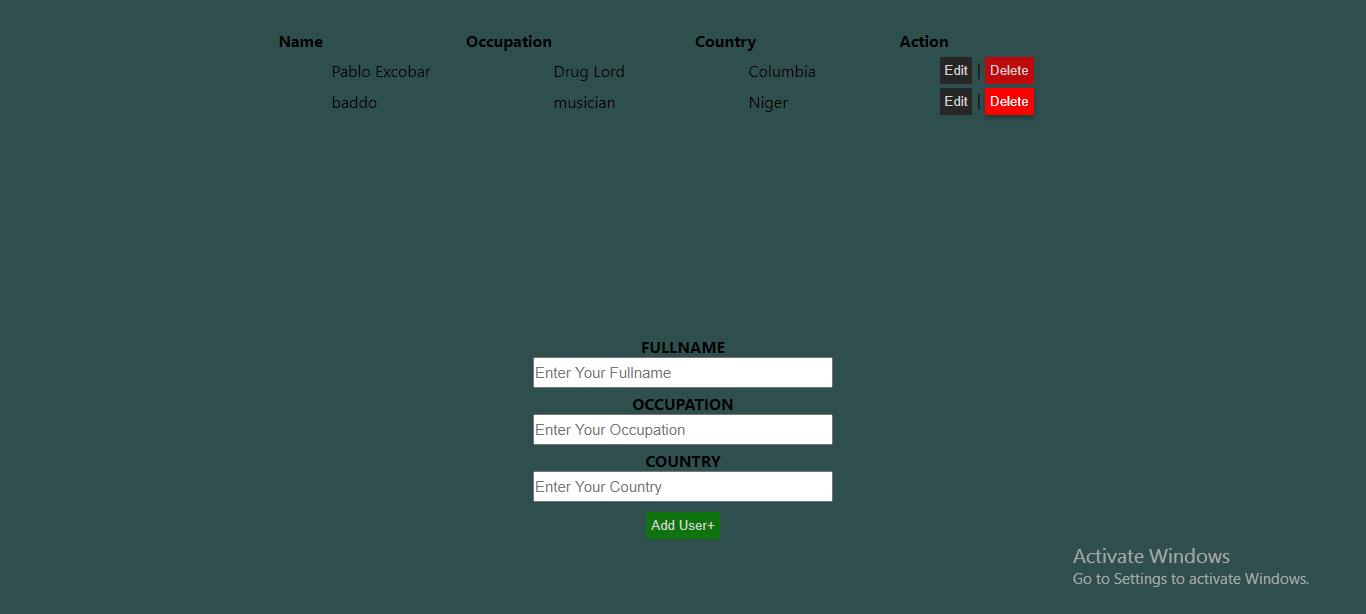 Name Occupation Country Action
Pablo Excobar Drug Lord Columbia Edit | Delete
baddo musician Niger Edit | Delete
FULLNAME
Enter Your Fullname
OCCUPATION
Enter Your Occupation
COUNTRY
Enter Your Country
Add User+
Activate Windows
Go to Settings to activate Windows.